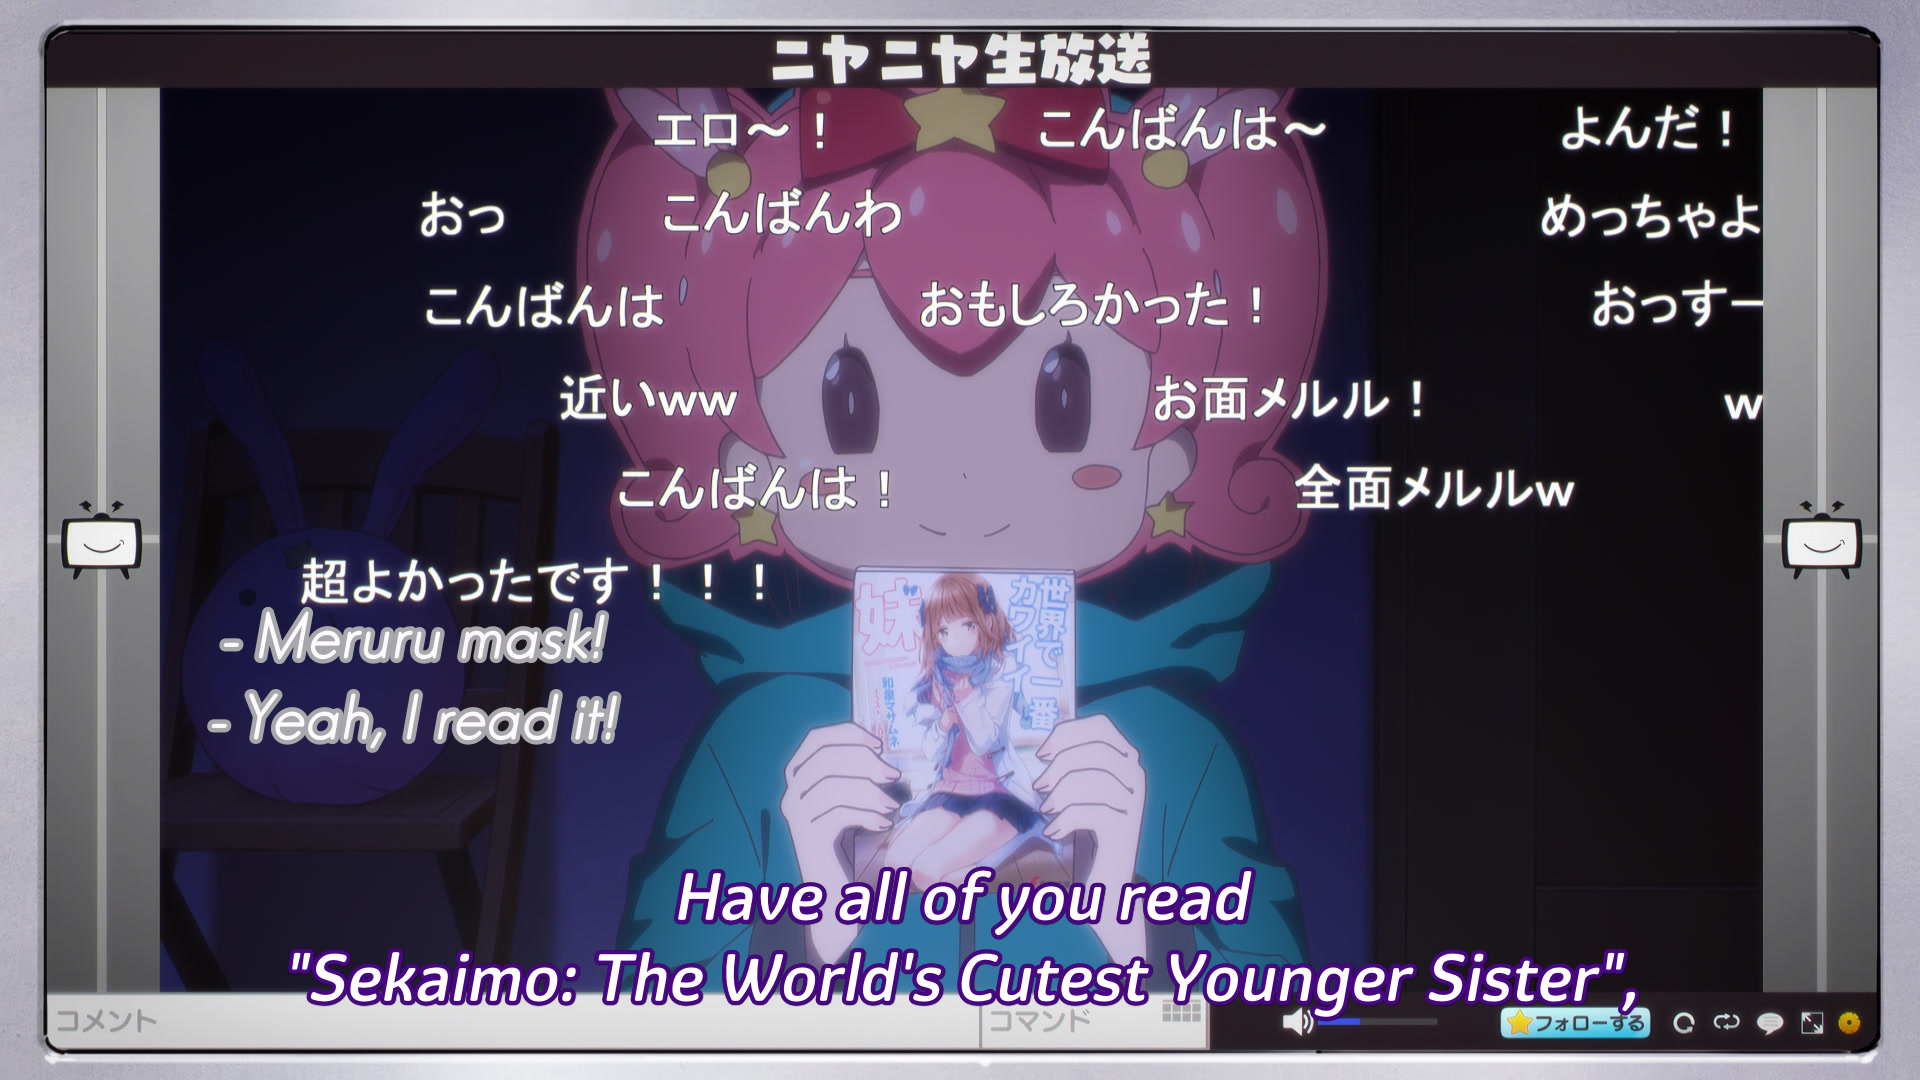 ニヤニヤ生放送
エロ～！ こんばんは～ よんだ！
おっ こんばんわ めっちゃよ
こんばんは おもしろかった！ おっすー
近いww お面メルル！ w
こんばんは！ 全面メルルw
超よかったです！！！
- Meruru mask!
- Yeah, I read it!
世界で一番
カワイイ
妹
和泉マサムネ
Have all of you read
"Sekaimo: The World's Cutest Younger Sister",
コメント コマンド フォローする